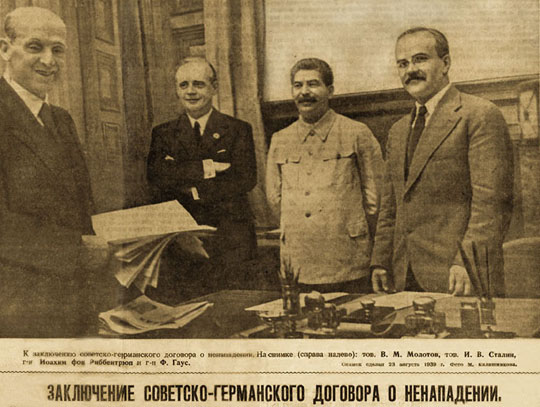 К заключению советско-германского договора о ненападении. На снимке (справа налево): тов. В. М. Молотов, тов. И. В. Сталин,
г-н Иоахим фон Риббентроп и г-н Ф. Гаус.
Снимок сделан 23 августа 1939 г. Фото М. Калашникова.
ЗАКЛЮЧЕНИЕ СОВЕТСКО-ГЕРМАНСКОГО ДОГОВОРА О НЕНАПАДЕНИИ.